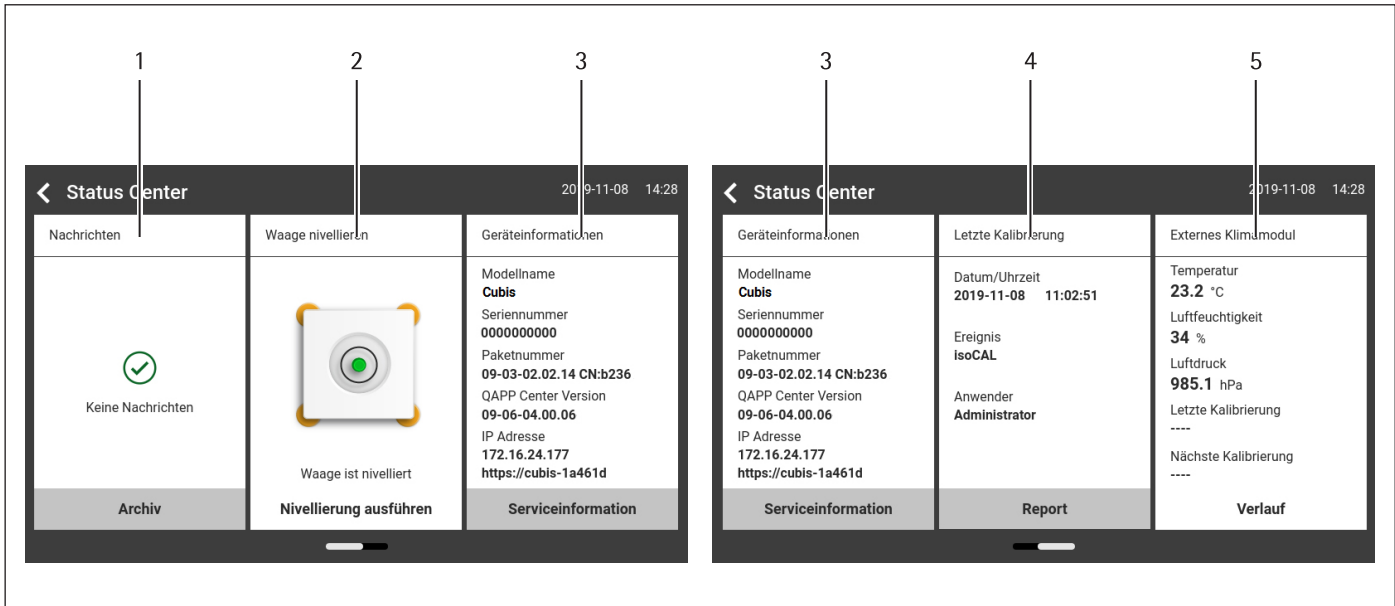 1 2 3 3 4 5
Status Center 2019-11-08 14:28
Nachrichten
Keine Nachrichten
Archiv
Waage nivellieren
Waage ist nivelliert
Nivellierung ausführen
Geräteinformationen
Modellname
Cubis
Seriennummer
0000000000
Paketnummer
09-03-02.02.14 CN:b236
QAPP Center Version
09-06-04.00.06
IP Adresse
172.16.24.177
https://cubis-1a461d
Serviceinformation
Status Center 2019-11-08 14:28
Geräteinformationen
Modellname
Cubis
Seriennummer
0000000000
Paketnummer
09-03-02.02.14 CN:b236
QAPP Center Version
09-06-04.00.06
IP Adresse
172.16.24.177
https://cubis-1a461d
Serviceinformation
Letzte Kalibrierung
Datum/Uhrzeit
2019-11-08 11:02:51
Ereignis
isoCAL
Anwender
Administrator
Report
Externes Klimamodul
Temperatur
23.2 °C
Luftfeuchtigkeit
34 %
Luftdruck
985.1 hPa
Letzte Kalibrierung
----
Nächste Kalibrierung
----
Verlauf